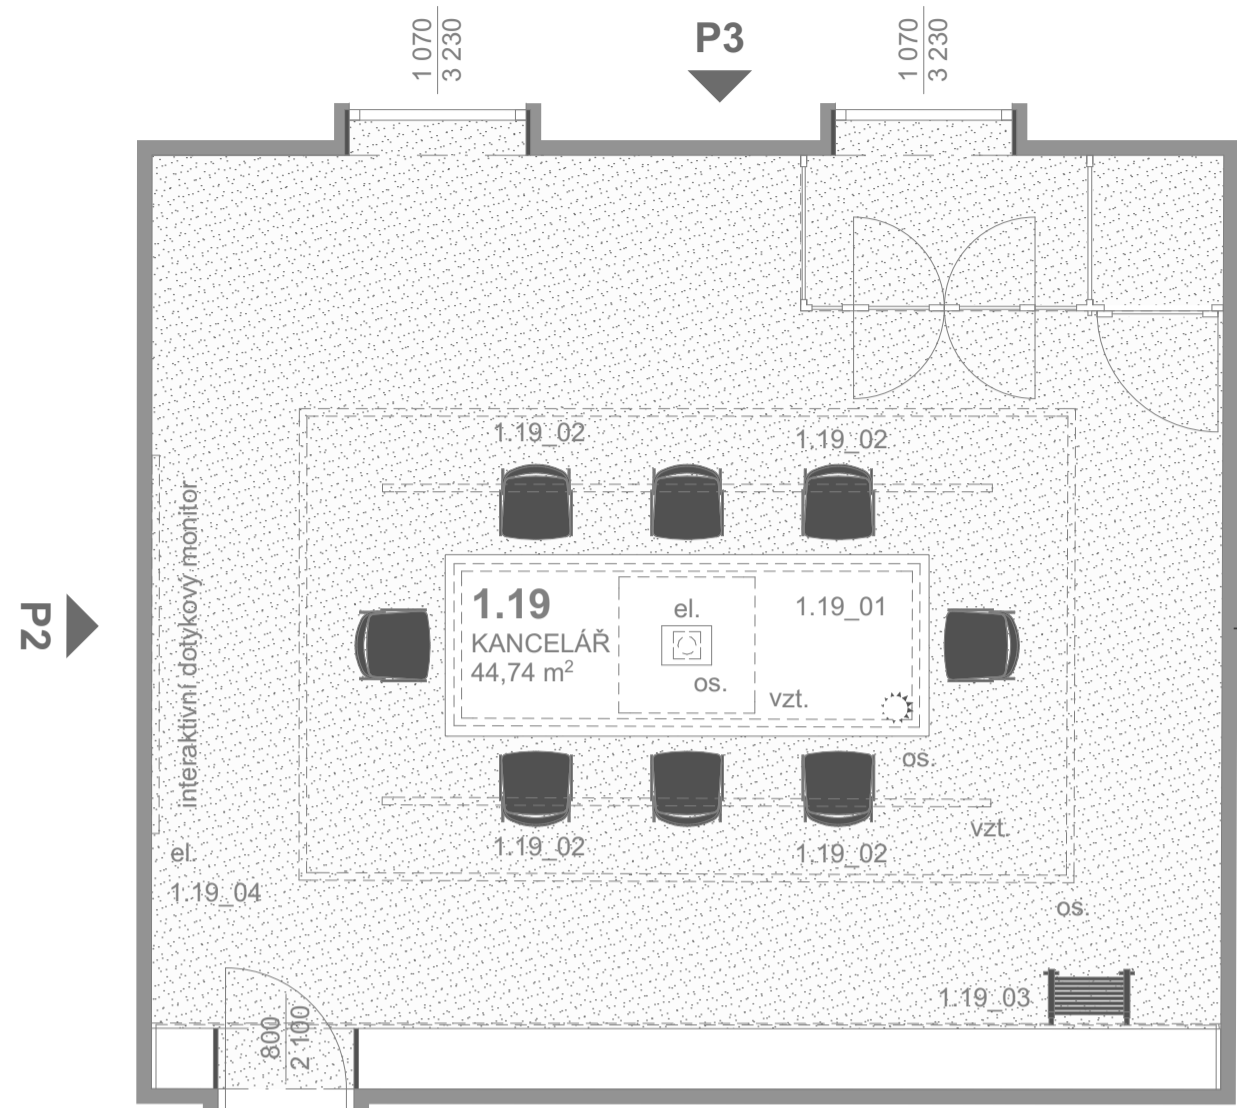 1 070
3 230
P3
1 070
3 230
1.19_02
1.19_02
interaktivní dotykový monitor
P2
1.19
KANCELÁŘ
44,74 m²
el.
os.
1.19_01
vzt.
os.
1.19_02
1.19_02
vzt.
el.
1.19_04
os.
1.19_03
800
2 100